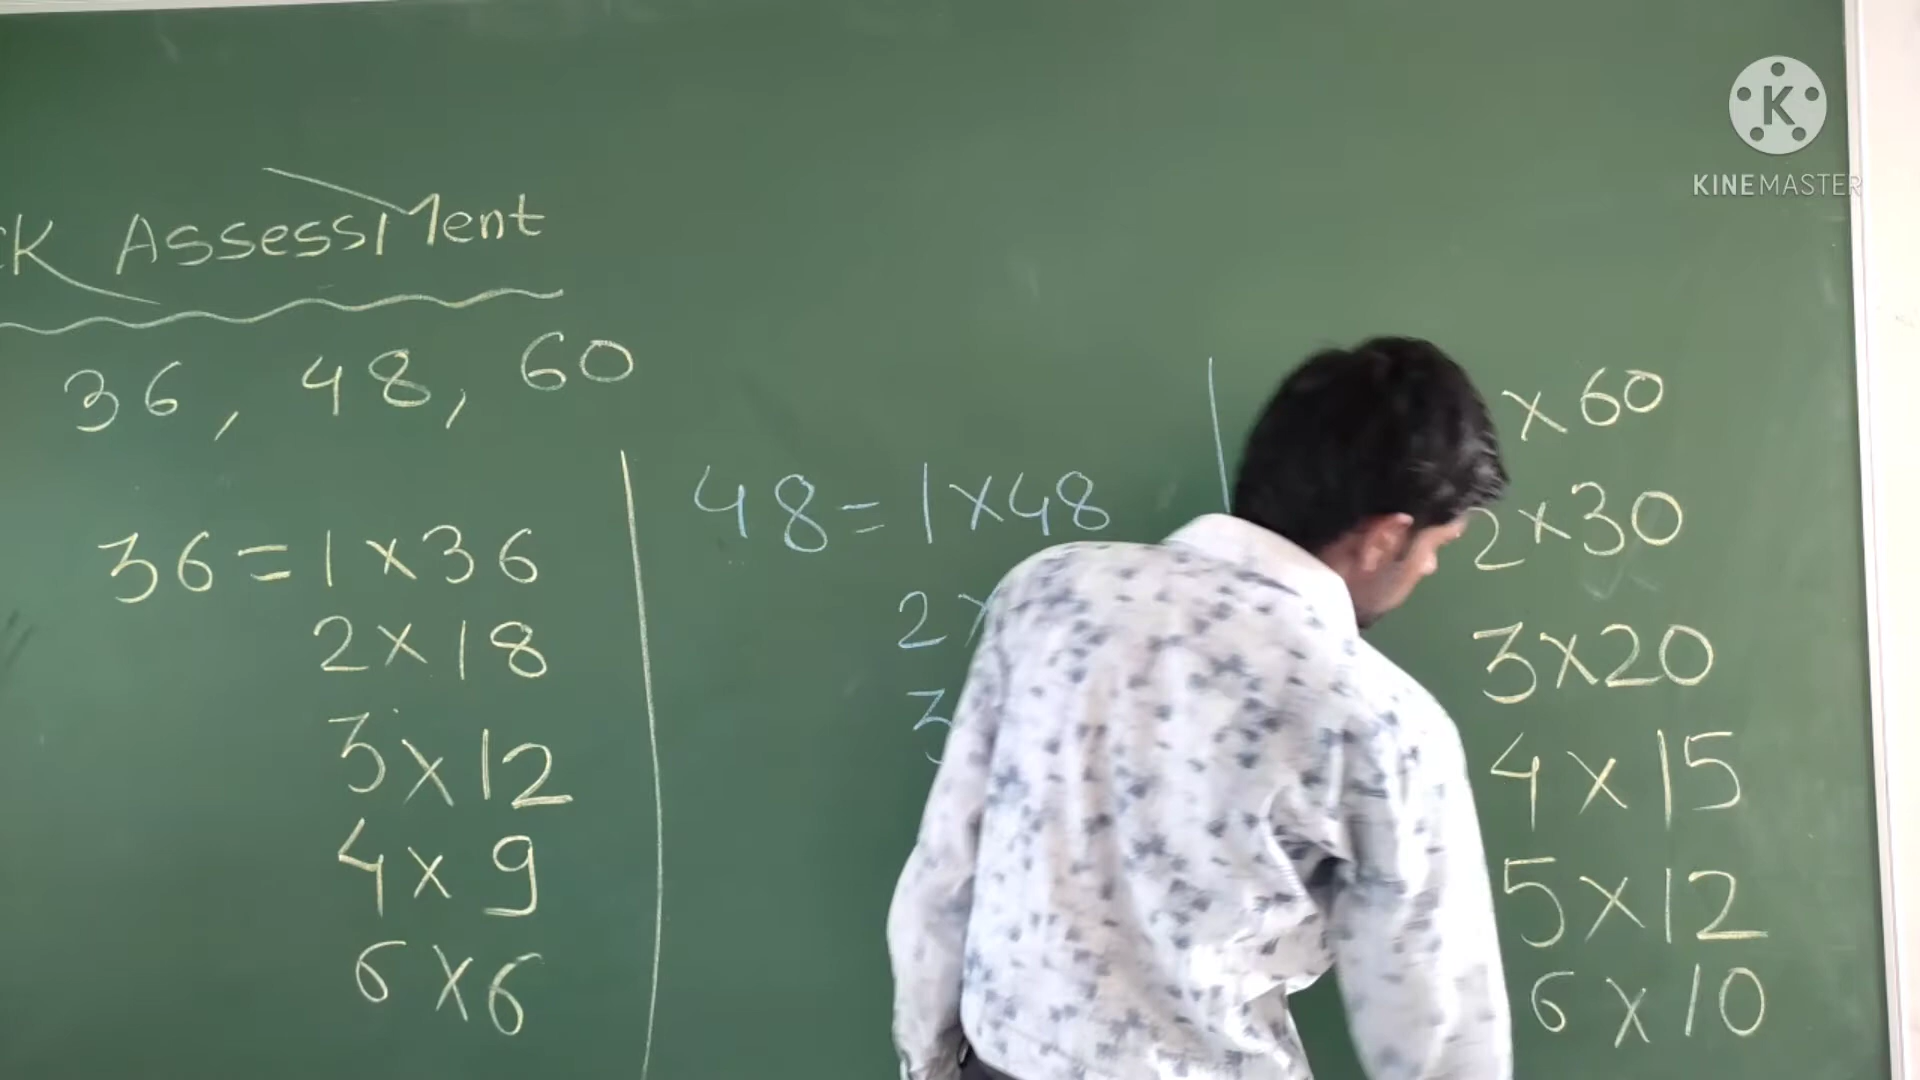 Assessment
36, 48, 60
36 = 1 x 36
2 x 18
3 x 12
4 x 9
6 x 6
48 = 1 x 48
2 x
3
x 60
2 x 30
3 x 20
4 x 15
5 x 12
6 x 10
K
KINEMASTER